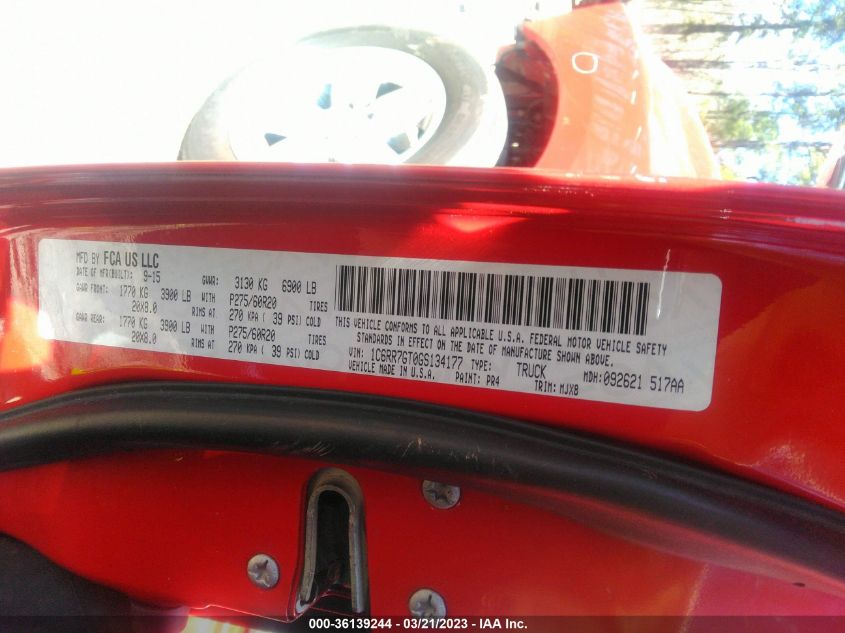 MFD BY FCA US LLC
DATE OF MFR(BUILT): 9-15 GVWR: 3130 KG 6900 LB
GAWR FRONT: 1770 KG 3900 LB WITH P275/60R20 TIRES
20X8.0 RIMS AT 270 KPA ( 39 PSI) COLD
GAWR REAR: 1770 KG 3900 LB WITH P275/60R20 TIRES
20X8.0 RIMS AT 270 KPA ( 39 PSI) COLD
THIS VEHICLE CONFORMS TO ALL APPLICABLE U.S.A. FEDERAL MOTOR VEHICLE SAFETY
STANDARDS IN EFFECT ON THE DATE OF MANUFACTURE SHOWN ABOVE.
VIN: 1C6RR7GT0GS134177 TYPE: TRUCK MDH:092621 517AA
VEHICLE MADE IN U.S.A. PAINT: PR4 TRIM: MJX8
000-36139244 - 03/21/2023 - IAA Inc.